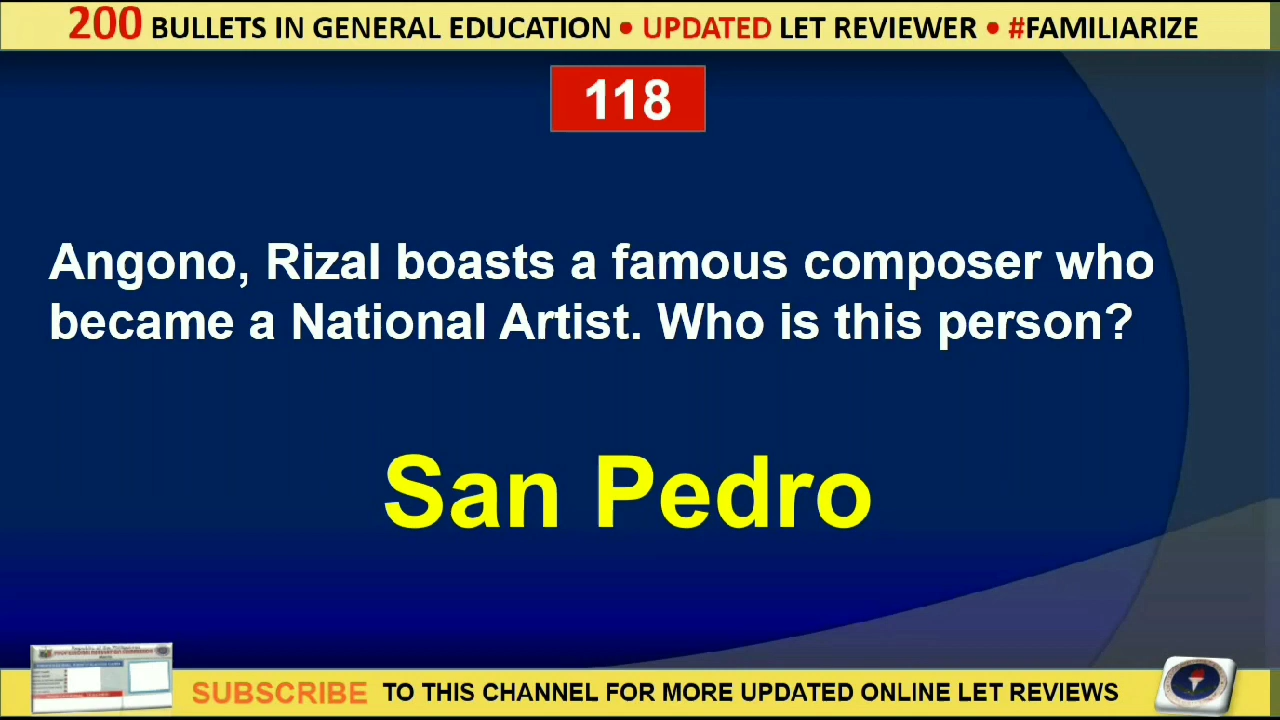 200 BULLETS IN GENERAL EDUCATION • UPDATED LET REVIEWER • #FAMILIARIZE
118
Angono, Rizal boasts a famous composer who
became a National Artist. Who is this person?
San Pedro
SUBSCRIBE TO THIS CHANNEL FOR MORE UPDATED ONLINE LET REVIEWS